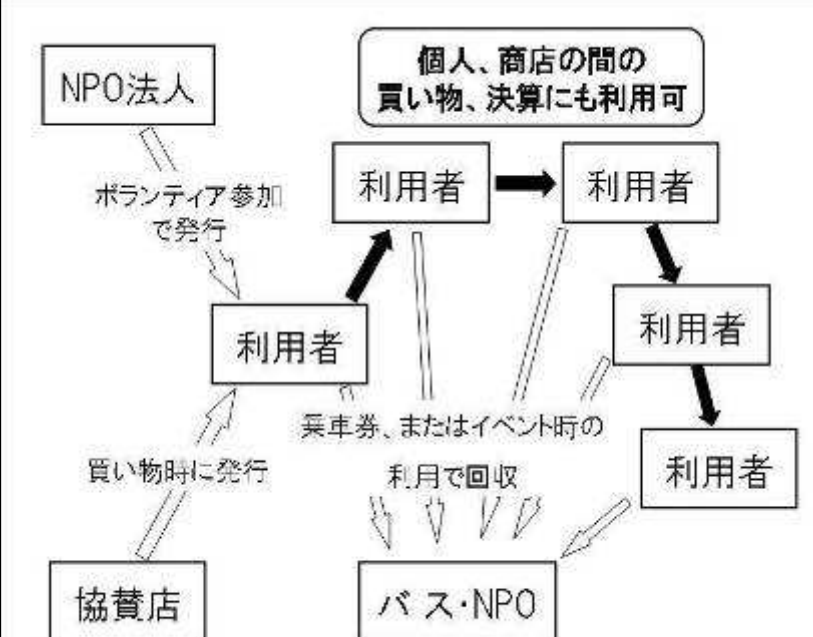 NPO法人
個人、商店の間の
買い物、決算にも利用可
利用者
利用者
ボランティア参加
で発行
利用者
利用者
乗車券、またはイベント時の
利用で回収
買い物時に発行
利用者
協賛店
バス・NPO